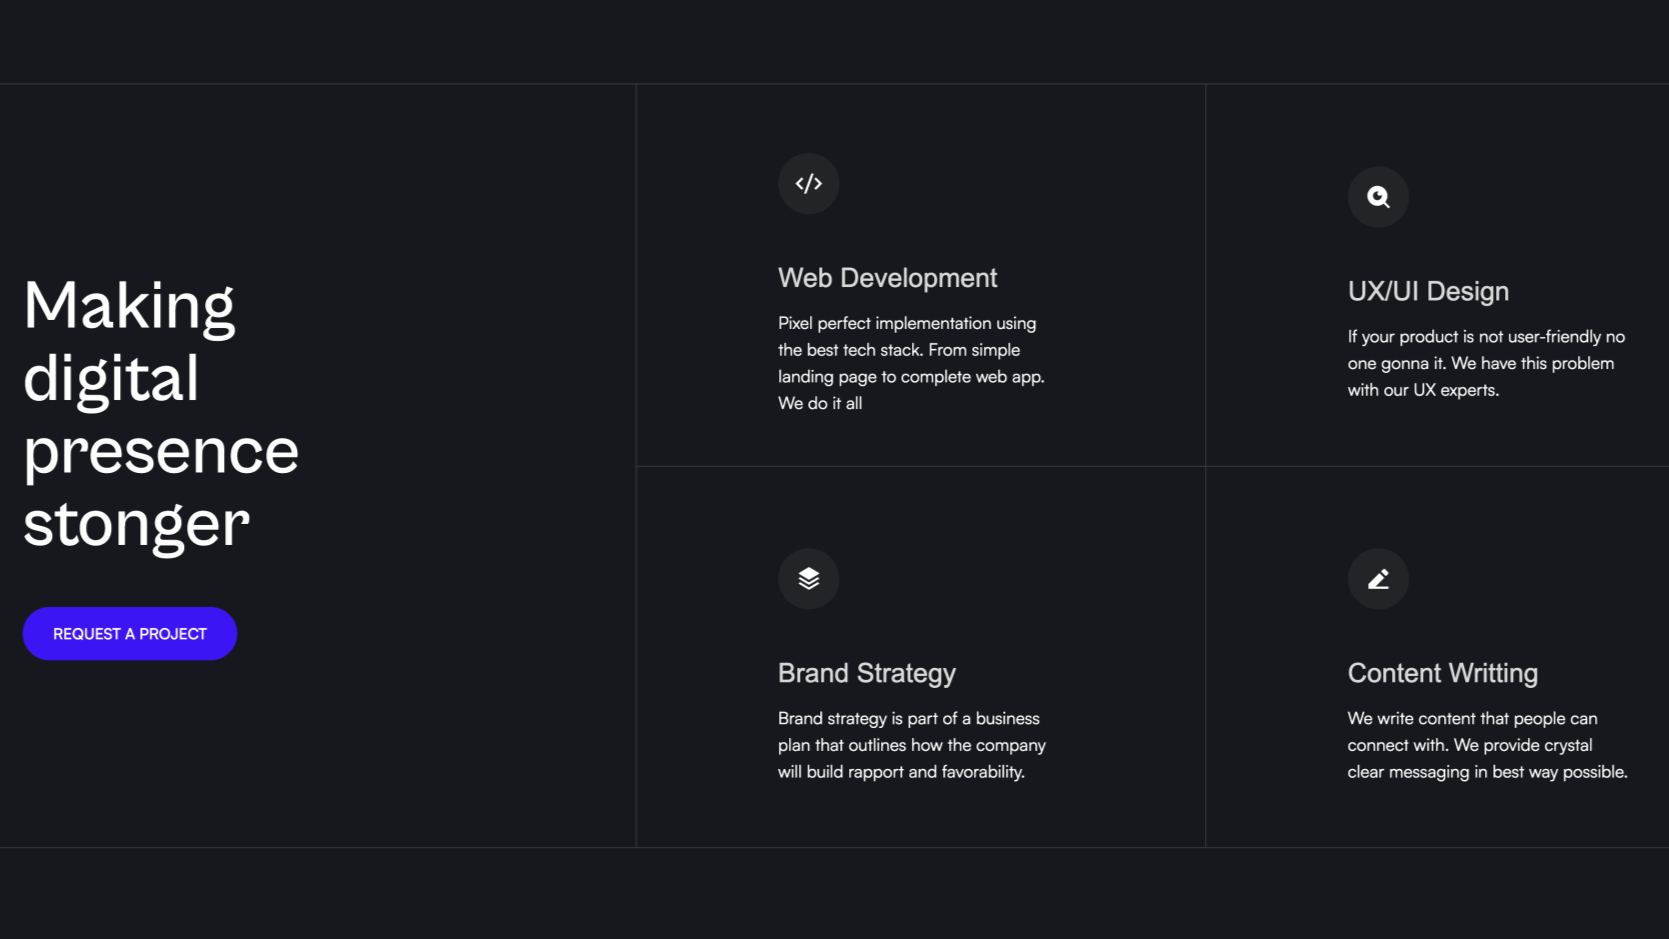 Making
digital
presence
stonger
REQUEST A PROJECT
Web Development
Pixel perfect implementation using
the best tech stack. From simple
landing page to complete web app.
We do it all
UX/UI Design
If your product is not user-friendly no
one gonna it. We have this problem
with our UX experts.
Brand Strategy
Brand strategy is part of a business
plan that outlines how the company
will build rapport and favorability.
Content Writting
We write content that people can
connect with. We provide crystal
clear messaging in best way possible.